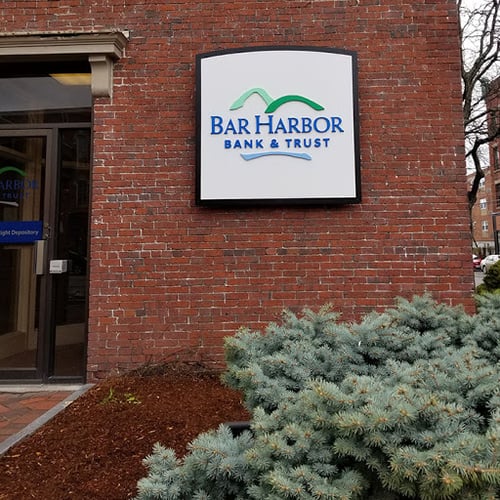 BAR HARBOR
BANK & TRUST
ight Depository